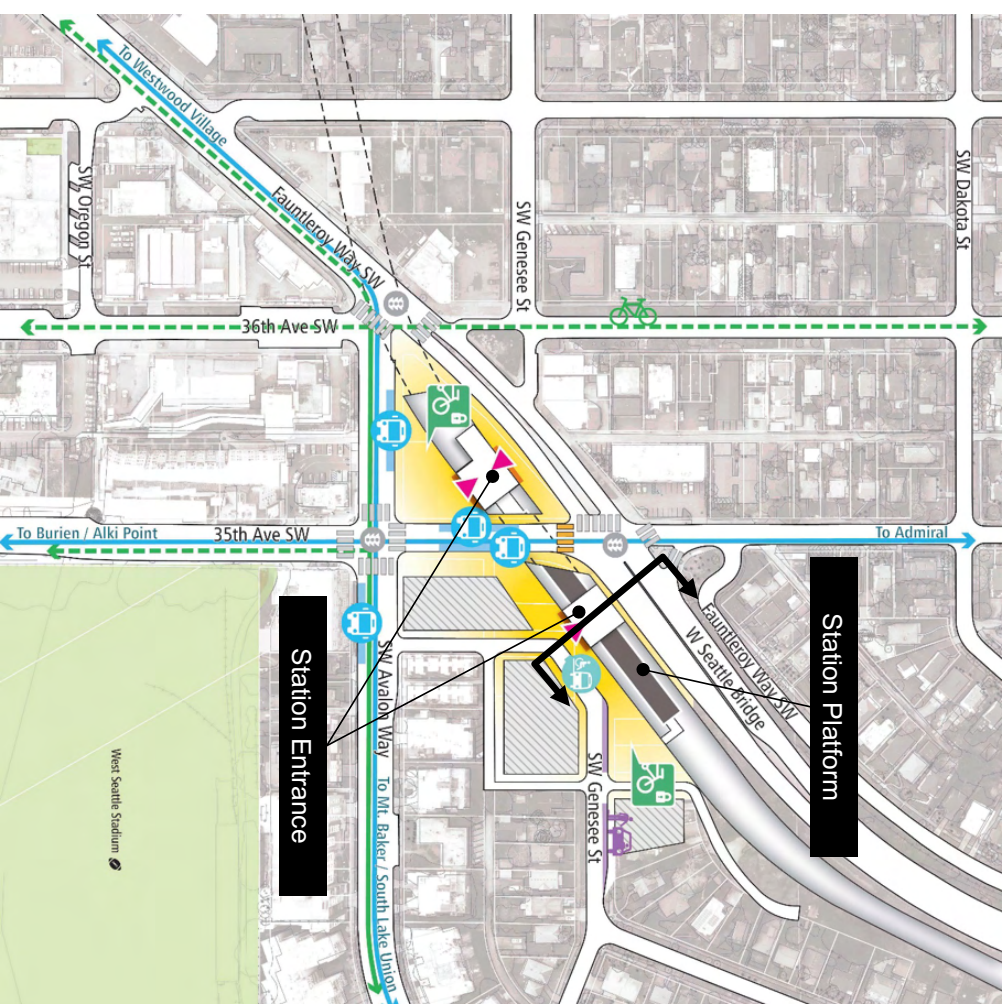 To Westwood Village
Fauntleroy Way SW
SW Oregon St
SW Genesee St
SW Dakota St
36th Ave SW
To Burien / Alki Point
35th Ave SW
To Admiral
Fauntleroy Way SW
W Seattle Bridge
Station Platform
Station Entrance
SW Avalon Way
To Mt. Baker / South Lake Union
SW Genesee St
West Seattle Stadium